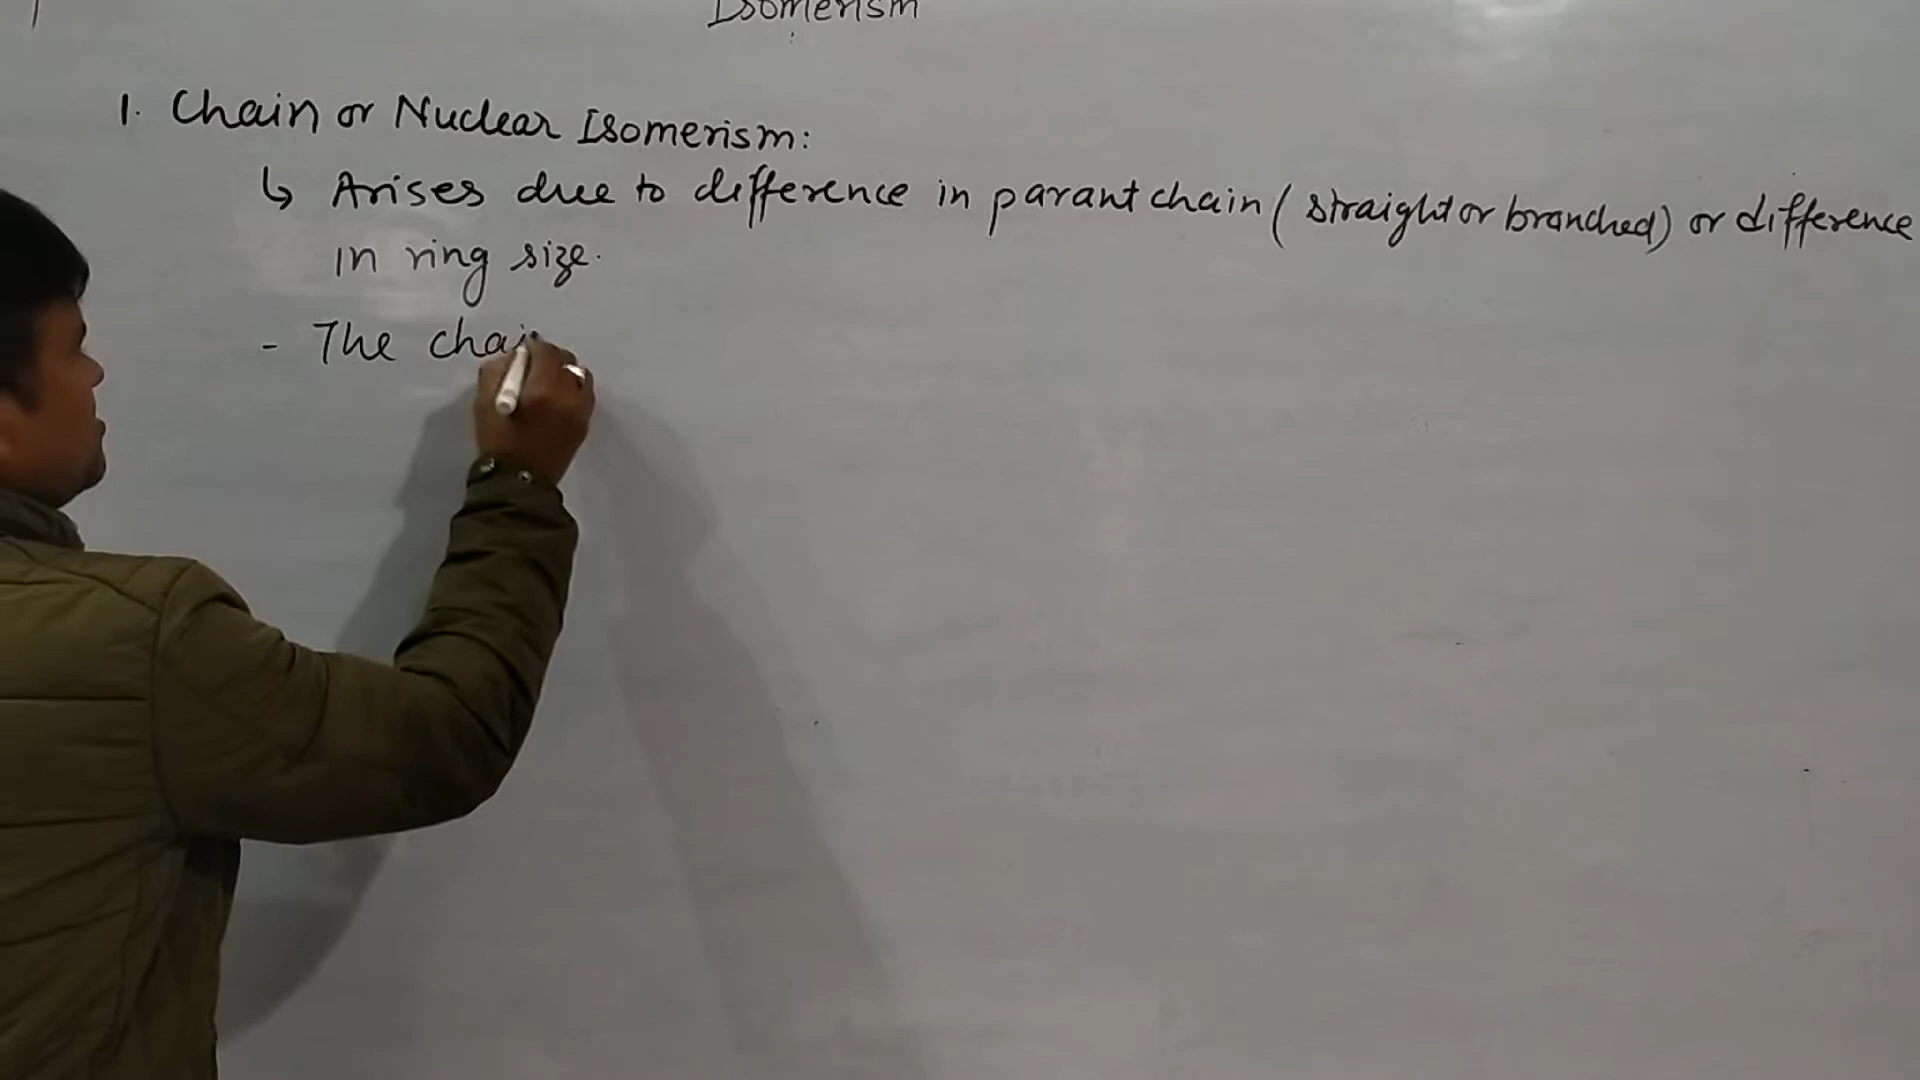 Isomerism
1. Chain or Nuclear Isomerism:
↳ Arises due to difference in parant chain ( straight or branched) or difference
in ring size.
- The chai